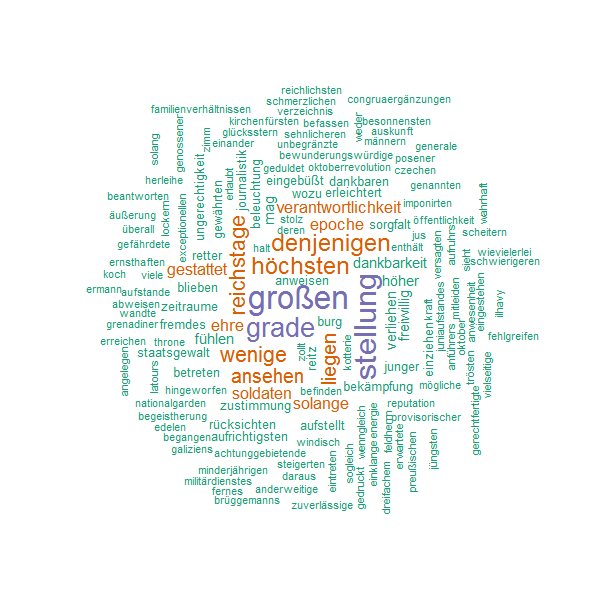 reichlichsten
schmerzlichen
congruaergänzungen
familienverhältnissen
verzeichnis
kirchenfürsten
befassen
weder
besonnensten
glücksstern
sehnlicheren
auskunft
solang
genossener
zimm
einander
unbegränzte
männern
generale
journalistik
bewunderungswürdige
posener
ungerechtigkeit
beleuchtung
geduldet
oktoberrevolution
czechen
herleihe
erlaubt
eingebüßt
dankbaren
genannten
beantworten
exceptionellen
gewährten
mag
wozu
erleichtert
imponirten
wahrhaft
lockern
verantwortlichkeit
äußerung
reichstage
stolz
epoche
sorgfalt
öffentlichkeit
überall
deren
jus
aufruhrs
scheitern
gefährdete
retter
halt
denjenigen
enthält
versagten
sieht
wievielerlei
ernsthaften
gestattet
höchsten
dankbarkeit
schwierigeren
koch
viele
blieben
anweisen
stellung
höher
ermann
aufstande
zeitraume
großen
verliehen
freiwillig
kraft
juniaufstandes
mitleiden
anwesenheit
eingestehen
ilhavy
abweisen
wandte
grenadiner
fremdes
ehre
grade
burg
einziehen
anführers
oktober
fehlgreifen
erreichen
throne
fühlen
liegen
kotterie
angelegen
staatsgewalt
wenige
zollt
reitz
trösten
vielseitige
latours
betreten
ansehen
junger
gerechtfertigte
hingeworfen
soldaten
befinden
bekämpfung
mögliche
nationalgarden
zustimmung
solange
reputation
begeisterung
provisorischer
edelen
rücksichten
aufstellt
wenngleich
energie
feldherrn
begangen
aufrichtigsten
windisch
einklange
erwartete
preußischen
jüngsten
galiziens
achtunggebietende
sogleich
minderjährigen
steigerten
eintreten
gedruckt
dreifachem
militärdienstes
daraus
fernes
anderweitige
brüggemanns
zuverlässige